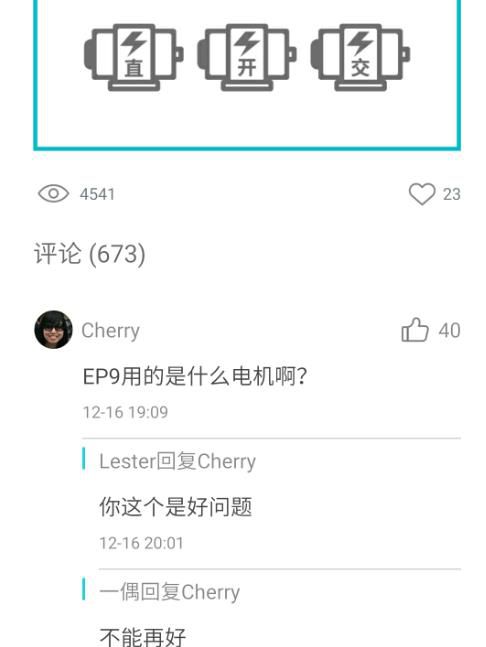 直 开 交
4541 23
评论 (673)
Cherry 40
EP9用的是什么电机啊?
12-16 19:09
Lester回复Cherry
你这个是好问题
12-16 20:01
一偶回复Cherry
不能再好